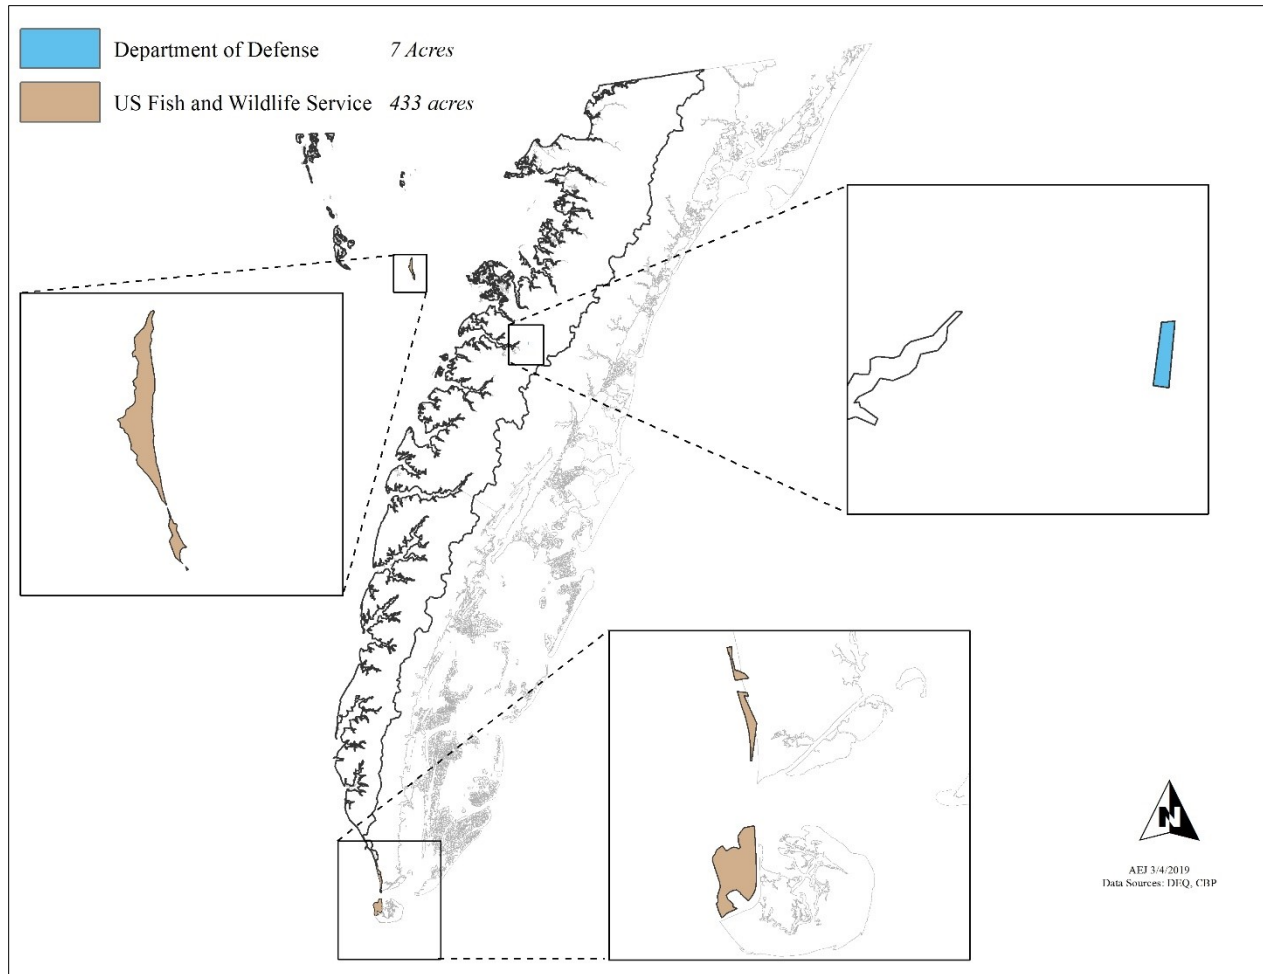 Department of Defense 7 Acres
US Fish and Wildlife Service 433 acres
N
AEJ 3/4/2019
Data Sources: DEQ, CBP